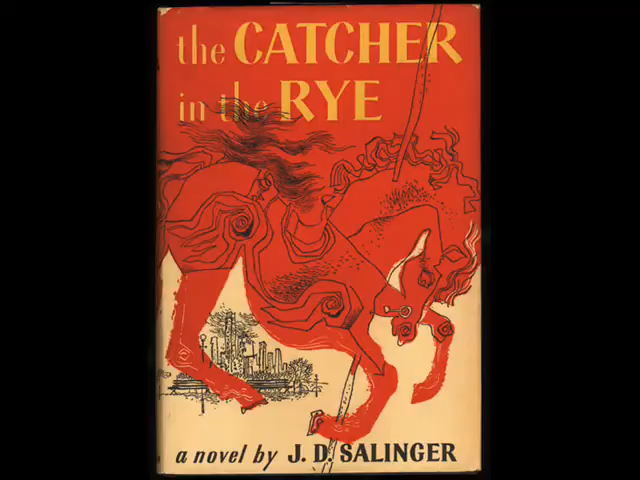 the CATCHER
in the RYE
a novel by J. D. SALINGER